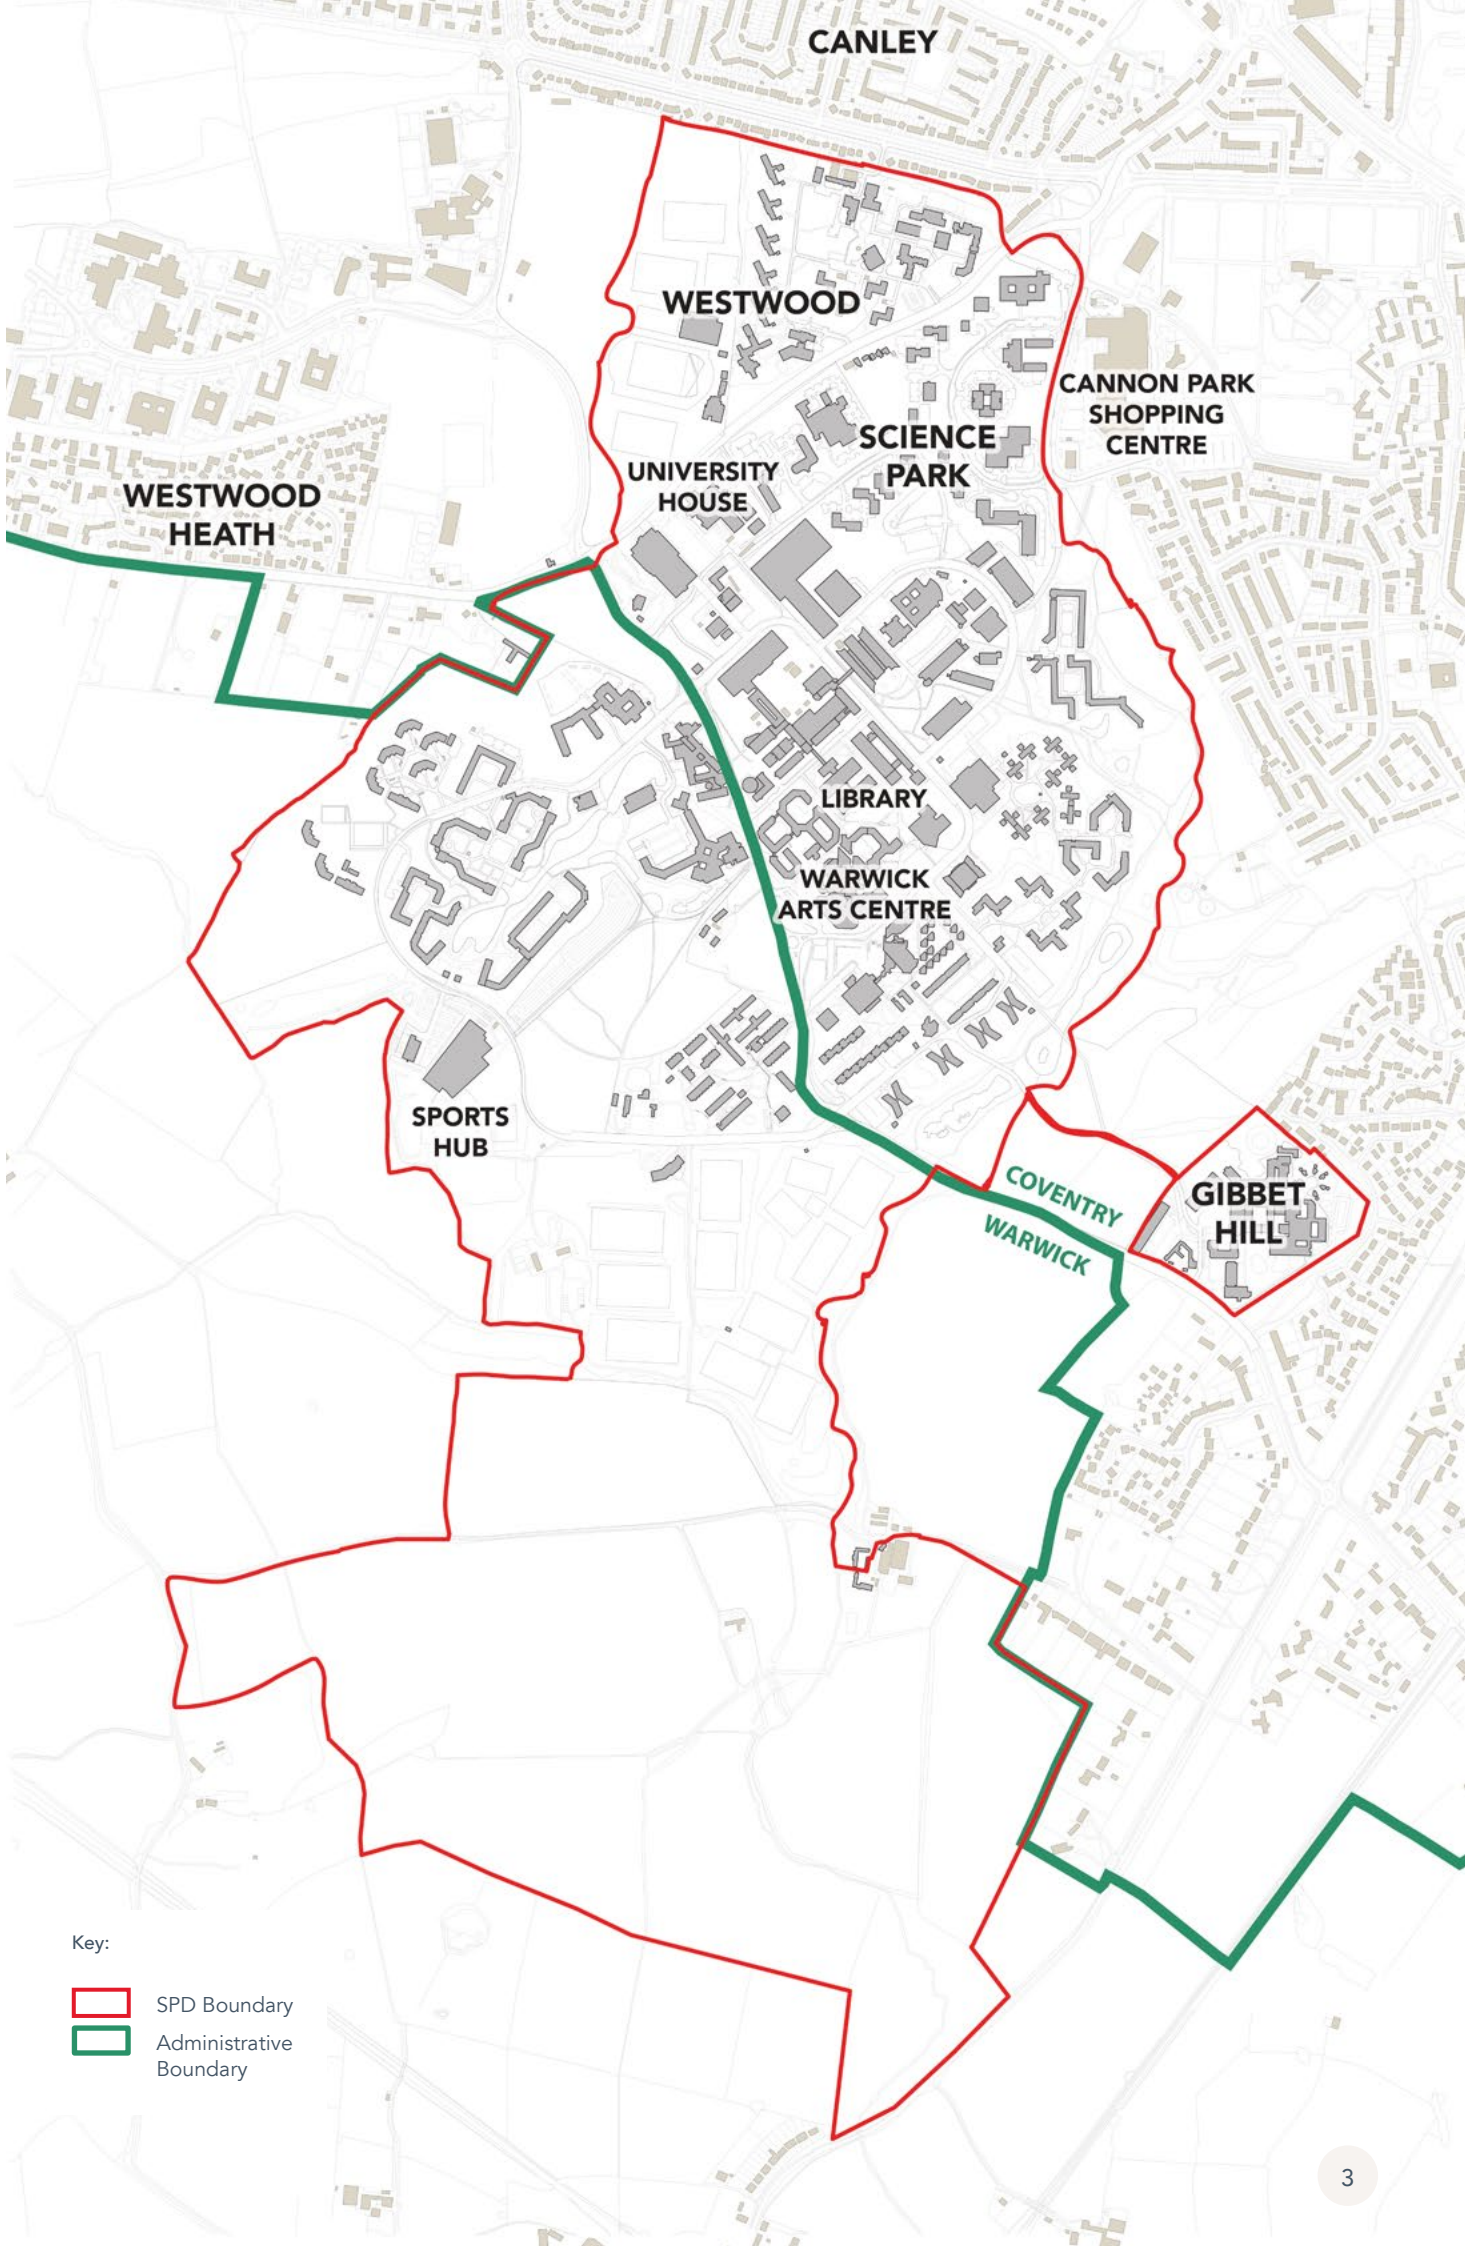 CANLEY
WESTWOOD
CANNON PARK
SHOPPING
CENTRE
SCIENCE
PARK
UNIVERSITY
HOUSE
WESTWOOD
HEATH
LIBRARY
WARWICK
ARTS CENTRE
SPORTS
HUB
COVENTRY
WARWICK
GIBBET
HILL
Key:
SPD Boundary
Administrative
Boundary
3